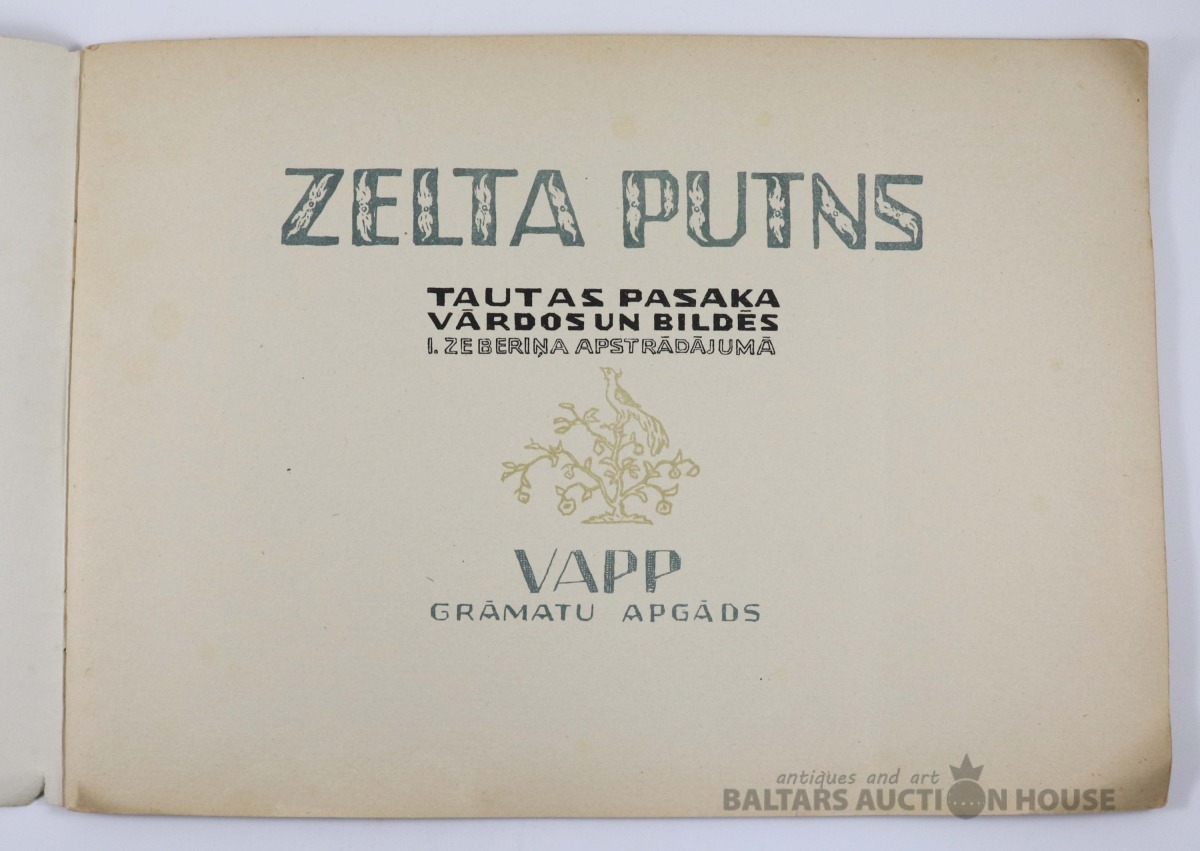 ZELTA PUTNS
TAUTAS PASAKA
VĀRDOS UN BILDĒS
I. ZEBERIŅA APSTRĀDĀJUMĀ
VAPP
GRĀMATU APGĀDS
antiques and art
BALTARS AUCTION HOUSE